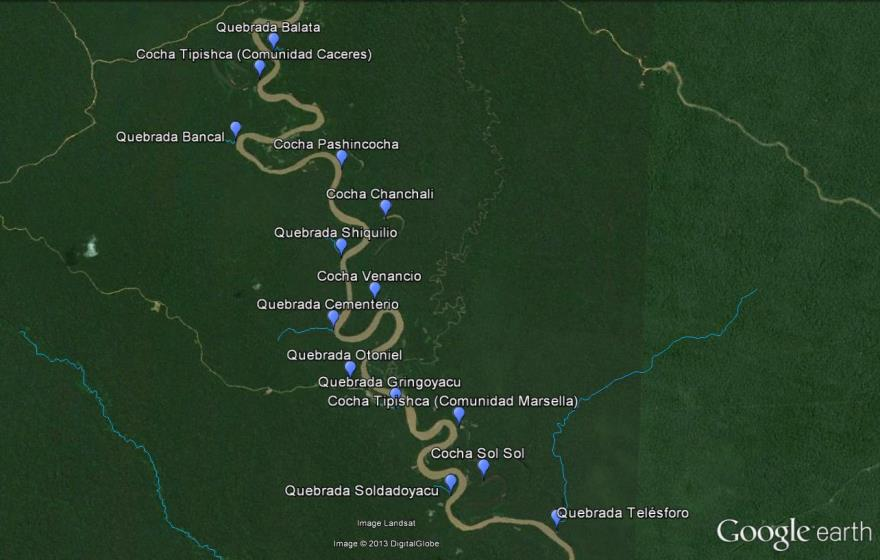 Quebrada Balata
Cocha Tipishca (Comunidad Caceres)
Quebrada Bancal
Cocha Pashincocha
Cocha Chanchali
Quebrada Shiquilio
Cocha Venancio
Quebrada Cementerio
Quebrada Otoniel
Quebrada Gringoyacu
Cocha Tipishca (Comunidad Marsella)
Cocha Sol Sol
Quebrada Soldadoyacu
Quebrada Telésforo
Image Landsat
Image © 2013 DigitalGlobe
Google earth